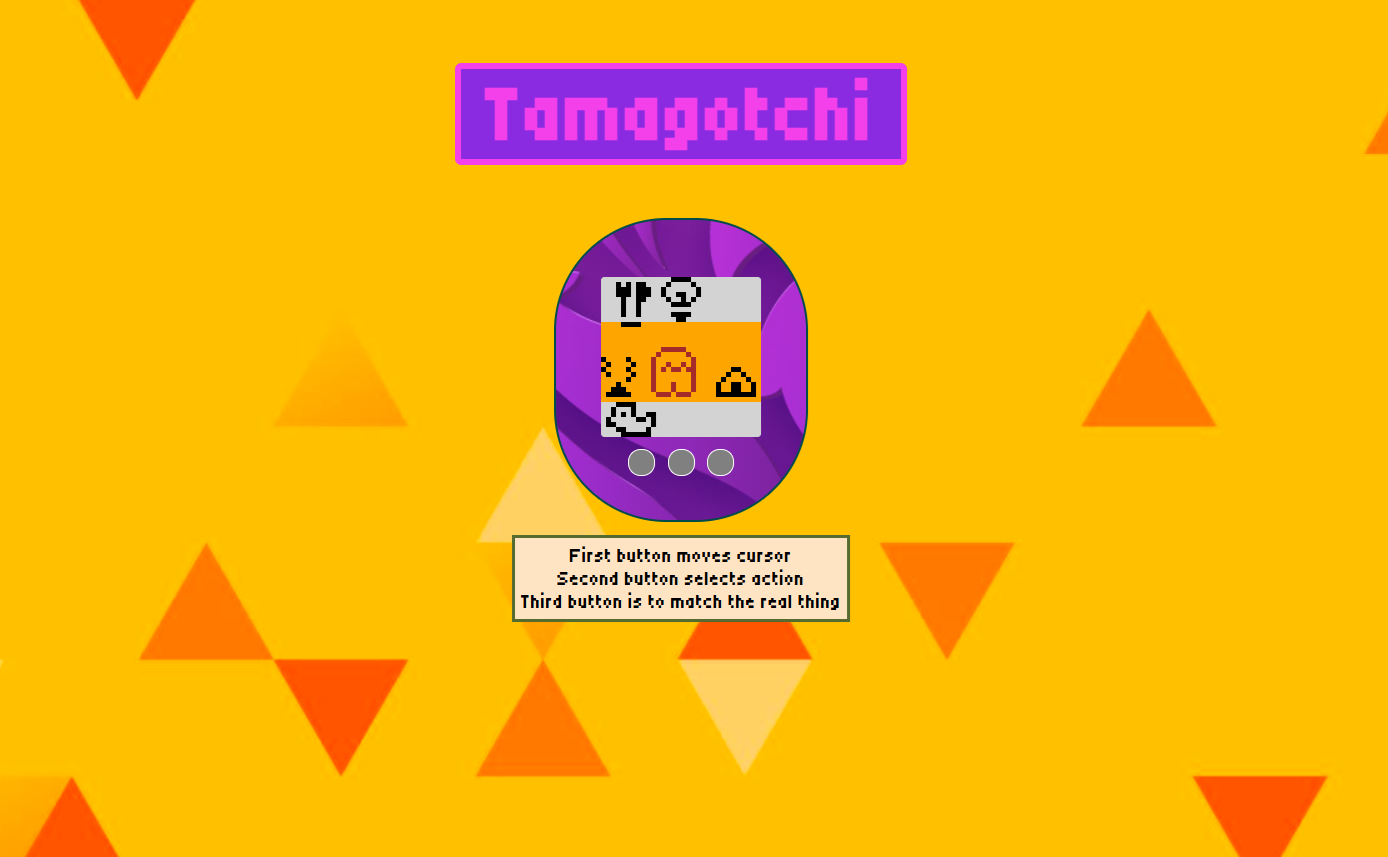 Tamagotchi
First button moves cursor
Second button selects action
Third button is to match the real thing